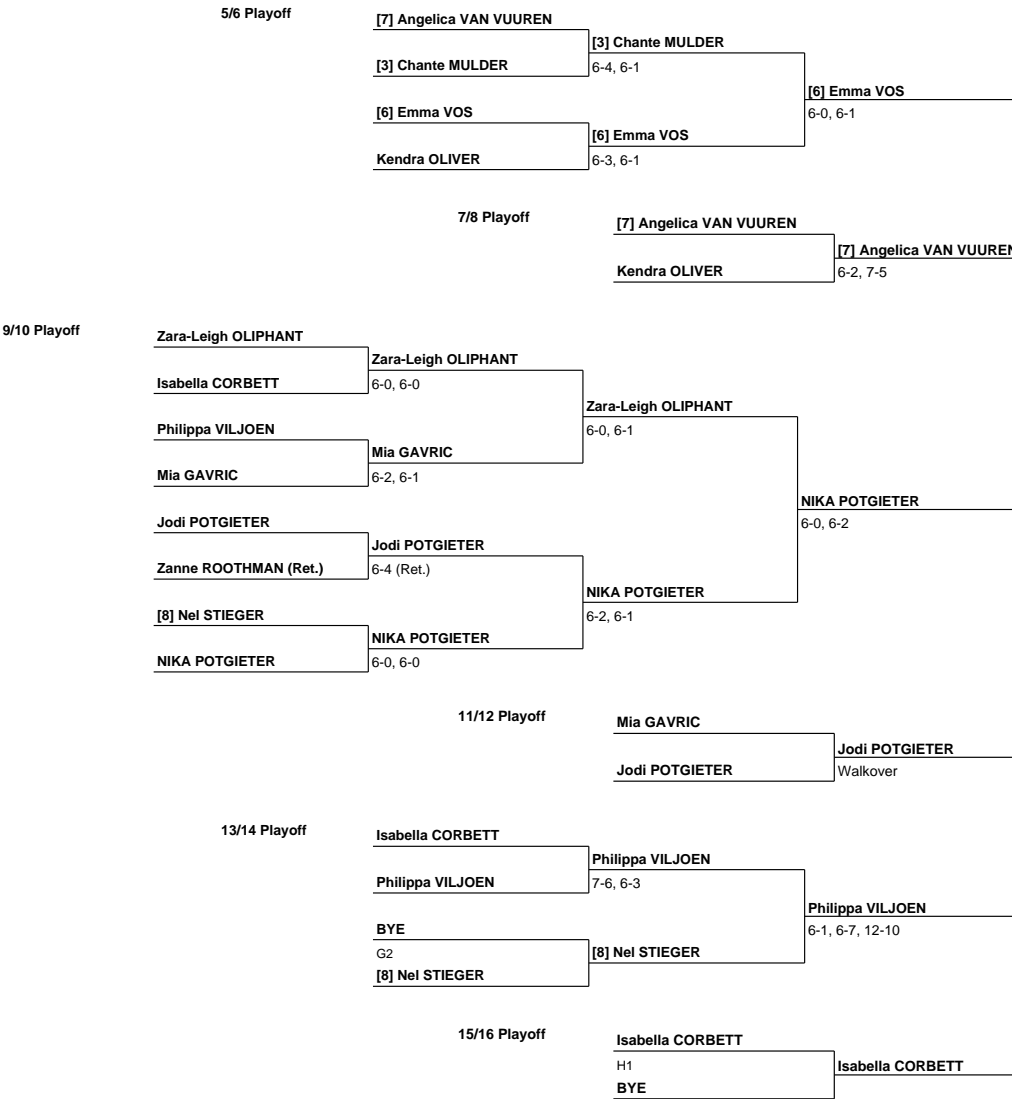 5/6 Playoff
[7] Angelica VAN VUUREN
[3] Chante MULDER
[3] Chante MULDER
6-4, 6-1
[6] Emma VOS
6-0, 6-1
[6] Emma VOS
[6] Emma VOS
Kendra OLIVER
6-3, 6-1
7/8 Playoff
[7] Angelica VAN VUUREN
[7] Angelica VAN VUUREN
Kendra OLIVER
6-2, 7-5
9/10 Playoff
Zara-Leigh OLIPHANT
Zara-Leigh OLIPHANT
Isabella CORBETT
6-0, 6-0
Zara-Leigh OLIPHANT
Philippa VILJOEN
6-0, 6-1
Mia GAVRIC
Mia GAVRIC
6-2, 6-1
NIKA POTGIETER
Jodi POTGIETER
6-0, 6-2
Jodi POTGIETER
Zanne ROOTHMAN (Ret.)
6-4 (Ret.)
NIKA POTGIETER
[8] Nel STIEGER
6-2, 6-1
NIKA POTGIETER
NIKA POTGIETER
6-0, 6-0
11/12 Playoff
Mia GAVRIC
Jodi POTGIETER
Jodi POTGIETER
Walkover
13/14 Playoff
Isabella CORBETT
Philippa VILJOEN
Philippa VILJOEN
7-6, 6-3
Philippa VILJOEN
BYE
6-1, 6-7, 12-10
G2
[8] Nel STIEGER
[8] Nel STIEGER
15/16 Playoff
Isabella CORBETT
H1
Isabella CORBETT
BYE